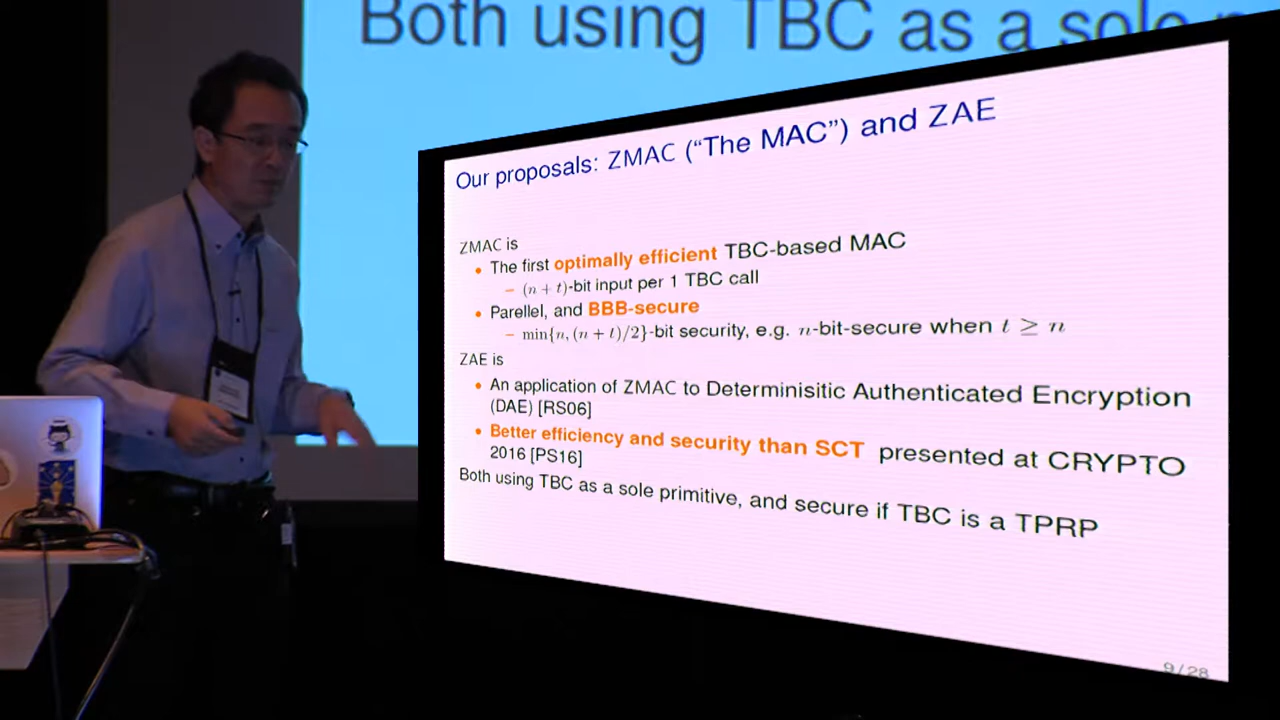 Both using TBC as a sole
Our proposals: ZMAC (“The MAC”) and ZAE
ZMAC is
• The first optimally efficient TBC-based MAC
– (n + t)-bit input per 1 TBC call
• Parellel, and BBB-secure
– min{n, (n + t)/2}-bit security, e.g. n-bit-secure when t ≥ n
ZAE is
• An application of ZMAC to Determinisitic Authenticated Encryption
(DAE) [RS06]
• Better efficiency and security than SCT presented at CRYPTO
2016 [PS16]
Both using TBC as a sole primitive, and secure if TBC is a TPRP
9/28